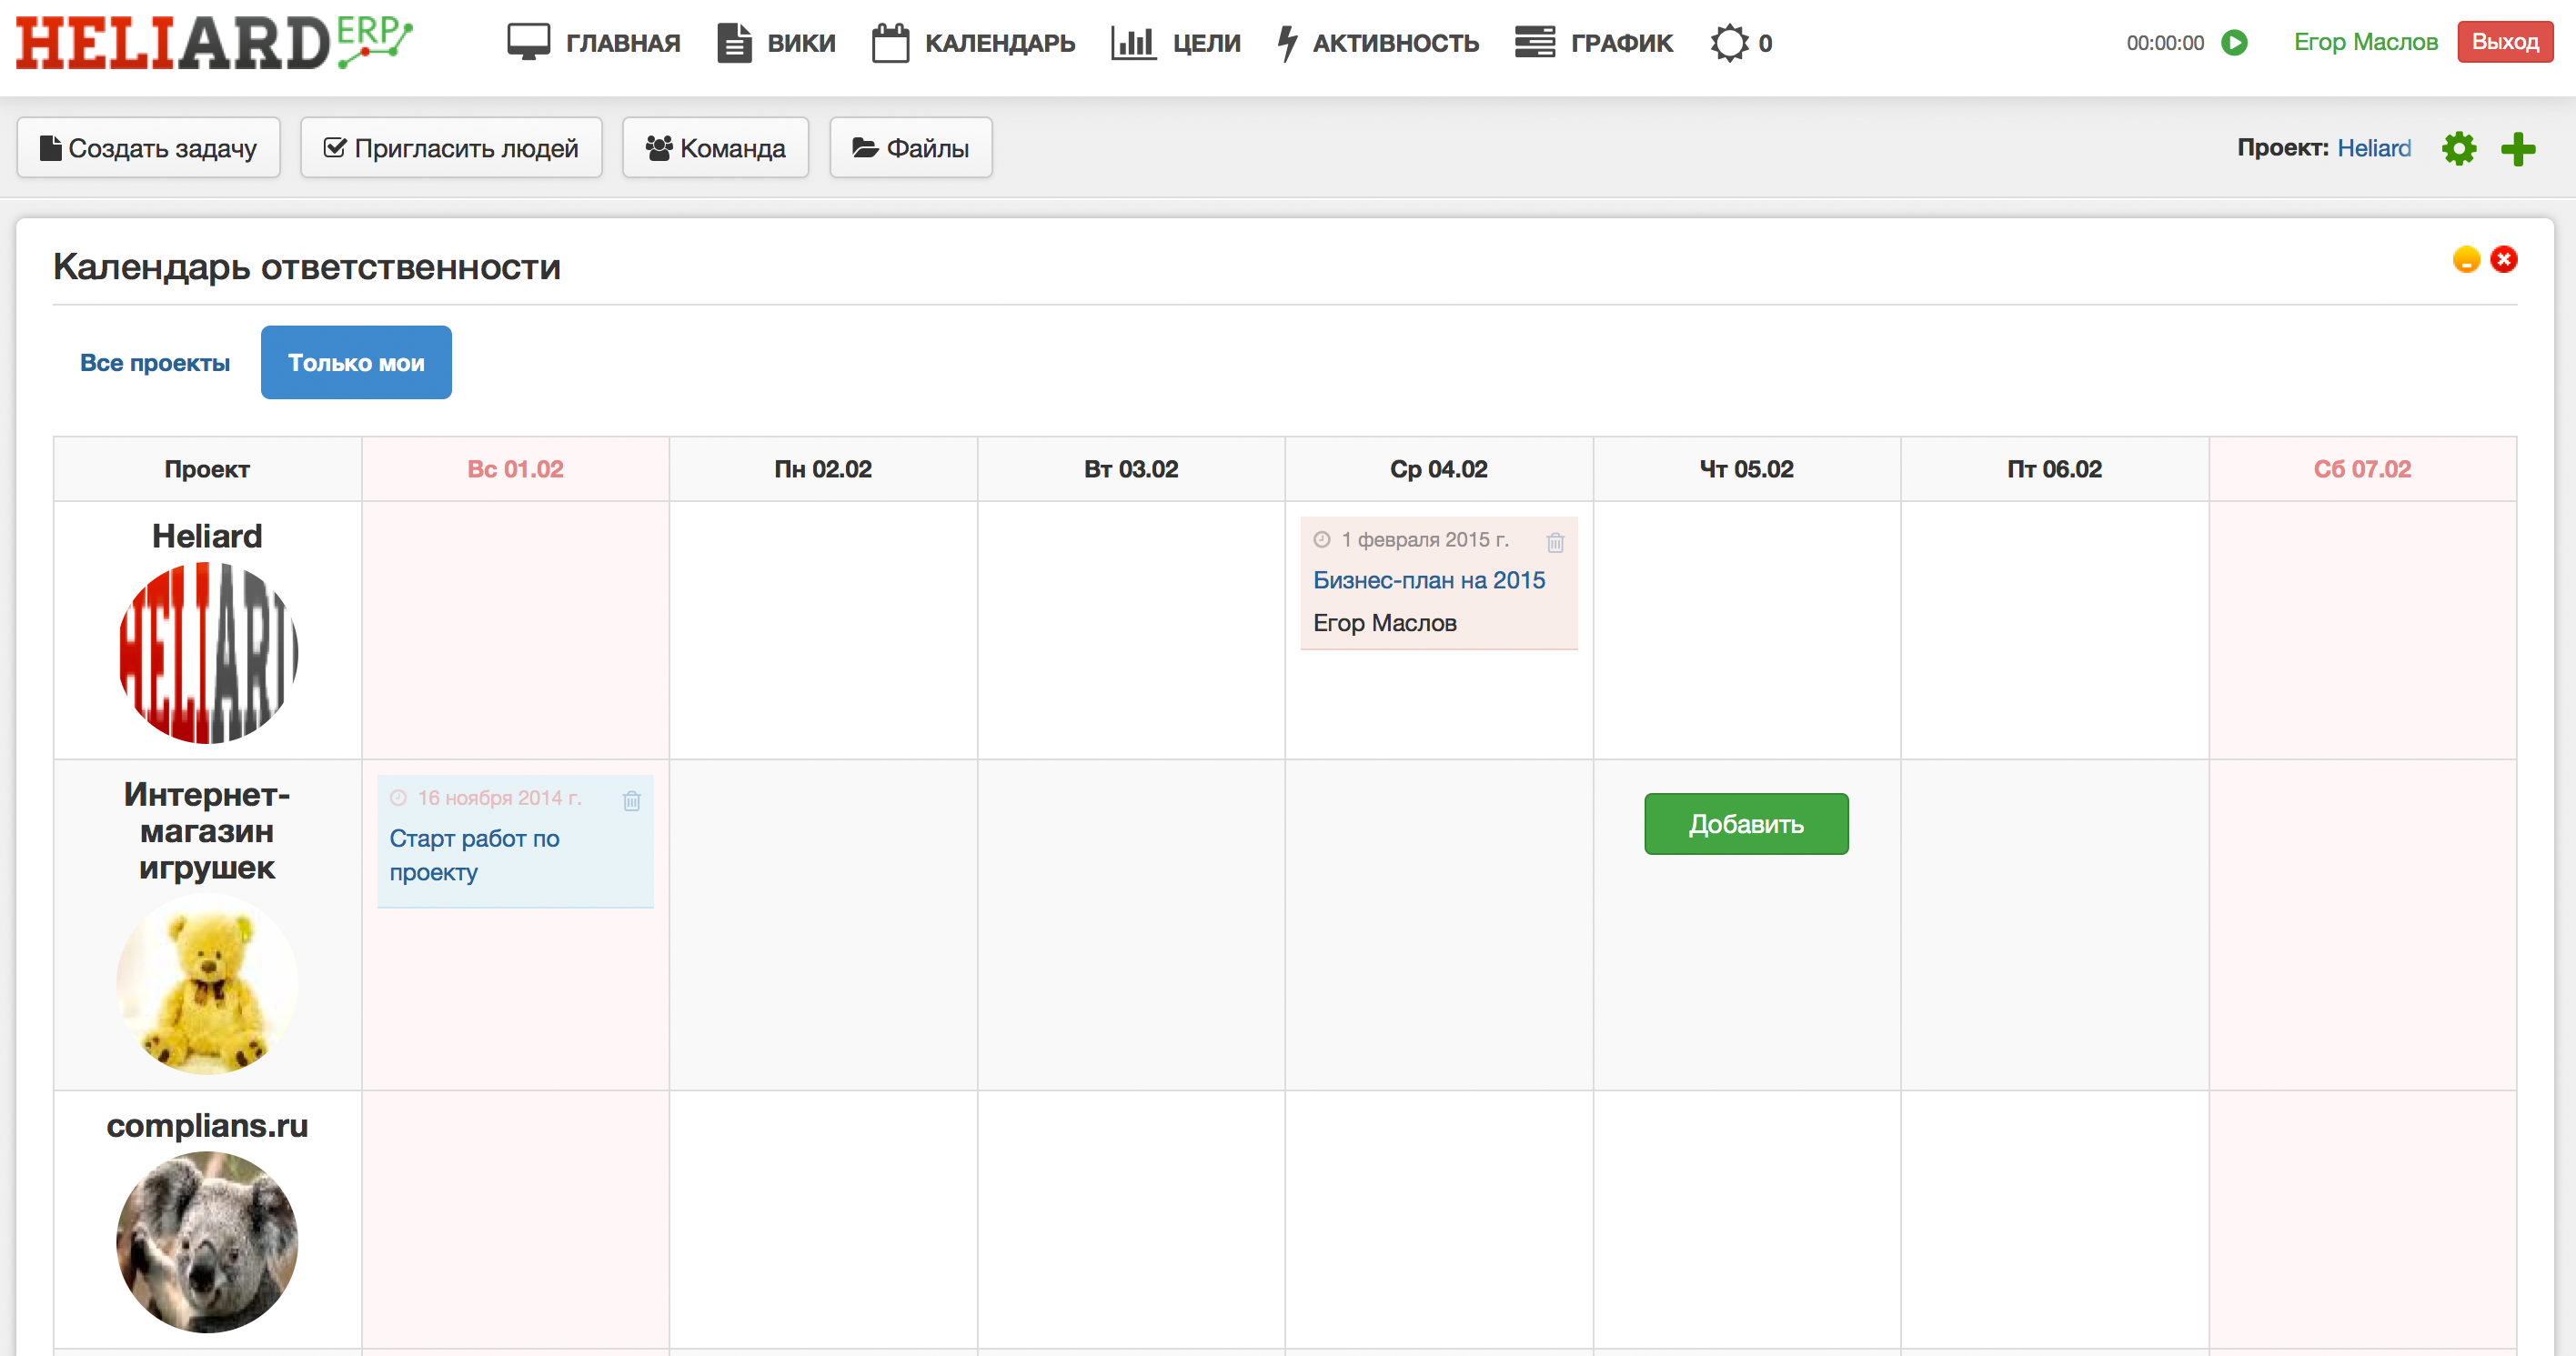 HELIARD ERP
ГЛАВНАЯ ВИКИ КАЛЕНДАРЬ ЦЕЛИ АКТИВНОСТЬ ГРАФИК 0
00:00:00 Егор Маслов Выход
Создать задачу Пригласить людей Команда Файлы
Проект: Heliard
Календарь ответственности
Все проекты Только мои
Проект Вс 01.02 Пн 02.02 Вт 03.02 Ср 04.02 Чт 05.02 Пт 06.02 Сб 07.02
Heliard
HELIARD
1 февраля 2015 г.
Бизнес-план на 2015
Егор Маслов
Интернет-
магазин
игрушек
16 ноября 2014 г.
Старт работ по
проекту
Добавить
complians.ru